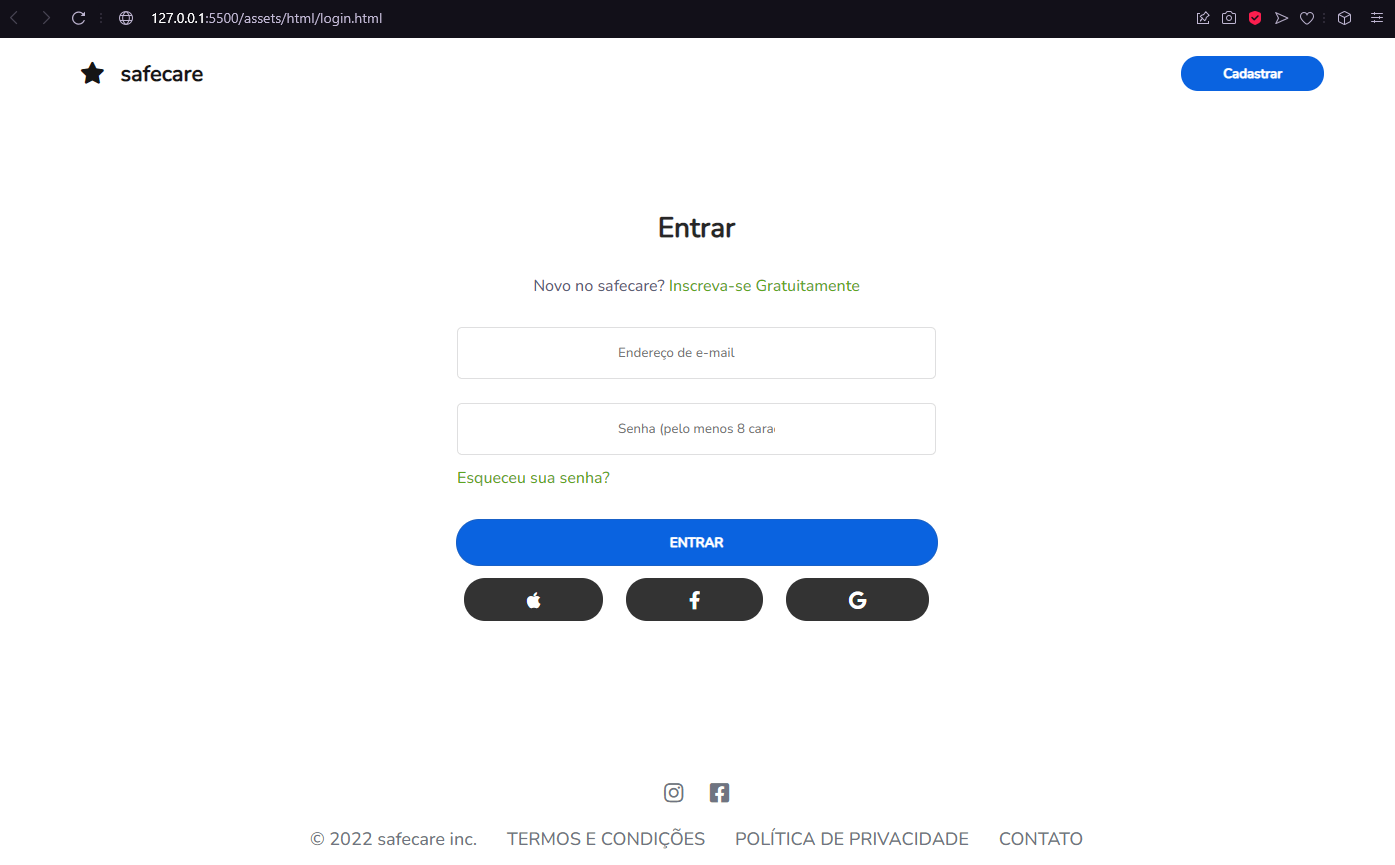 127.0.0.1:5500/assets/html/login.html
safecare
Cadastrar
Entrar
Novo no safecare? Inscreva-se Gratuitamente
Endereço de e-mail
Senha (pelo menos 8 cara
Esqueceu sua senha?
ENTRAR
© 2022 safecare inc. TERMOS E CONDIÇÕES POLÍTICA DE PRIVACIDADE CONTATO